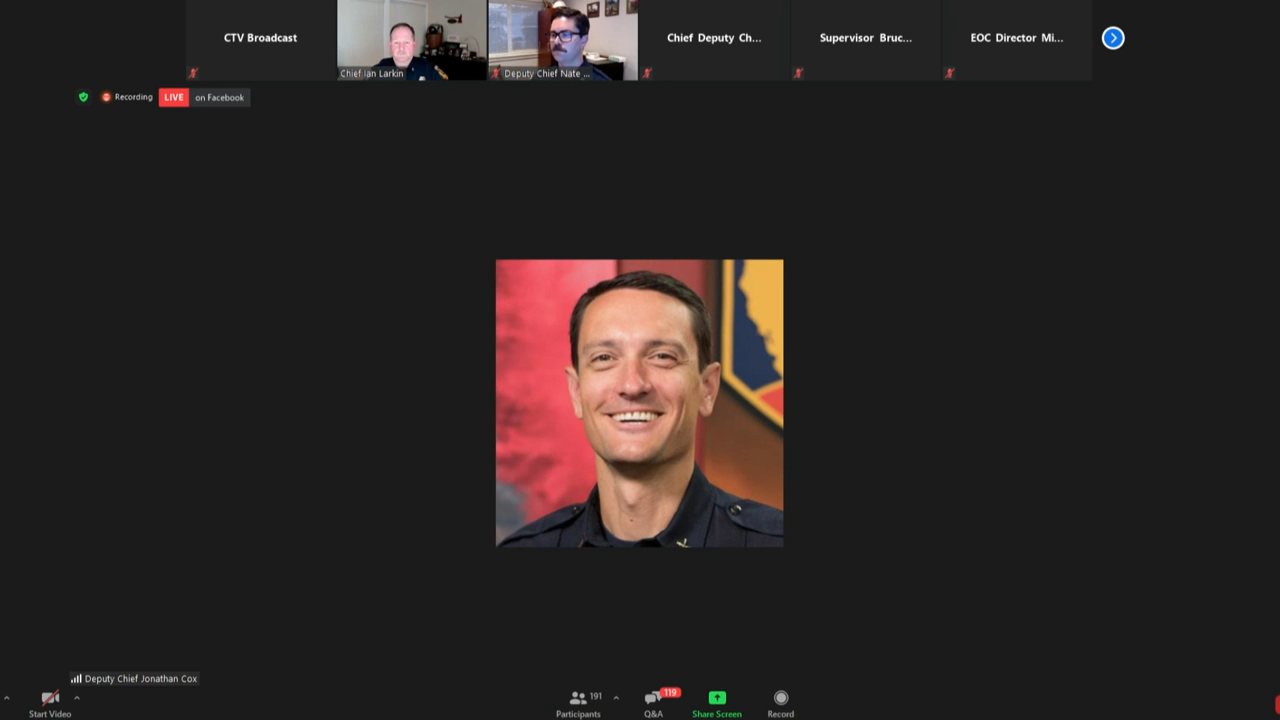 CTV Broadcast
Chief Ian Larkin
Deputy Chief Nate ...
Chief Deputy Ch...
Supervisor Bruc...
EOC Director Mi...
Recording
LIVE
on Facebook
Deputy Chief Jonathan Cox
Start Video
191
Participants
119
Q&A
Share Screen
Record